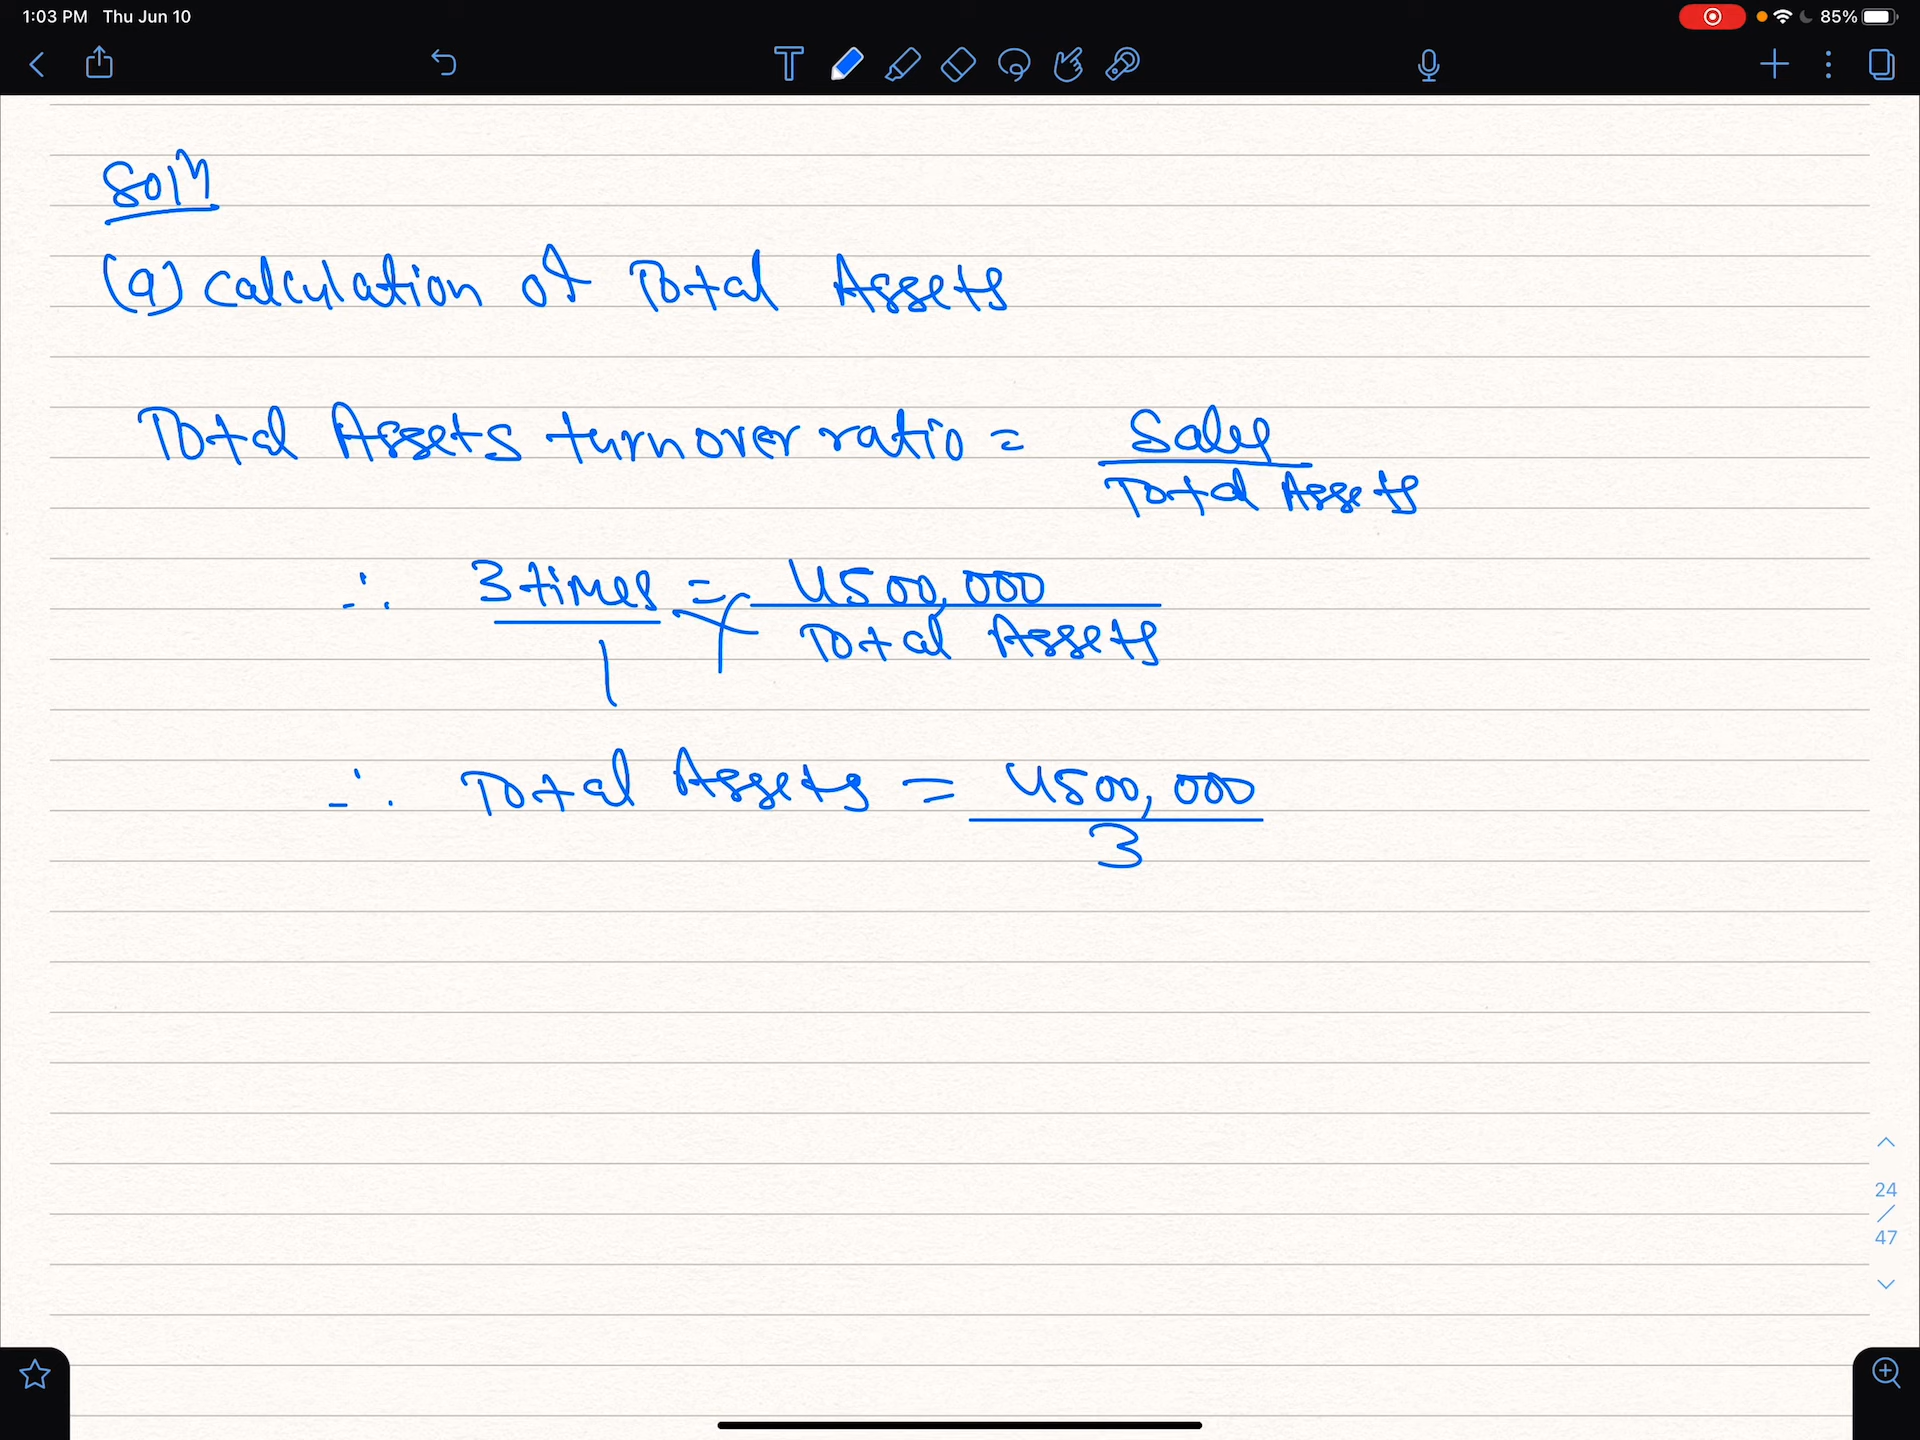 1:03 PM Thu Jun 10 85%
Soln
(a) Calculation of Total Assets
Total Assets turnover ratio = Sales
Total Assets
∴ 3 times = 4500,000
1 Total Assets
∴ Total Assets = 4500,000
3
24
/
47